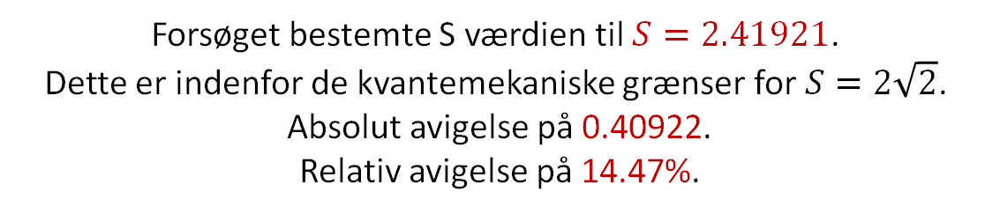 Forsøget bestemte S værdien til S = 2.41921.
Dette er indenfor de kvantemekaniske grænser for S = 2√2.
Absolut avigelse på 0.40922.
Relativ avigelse på 14.47%.